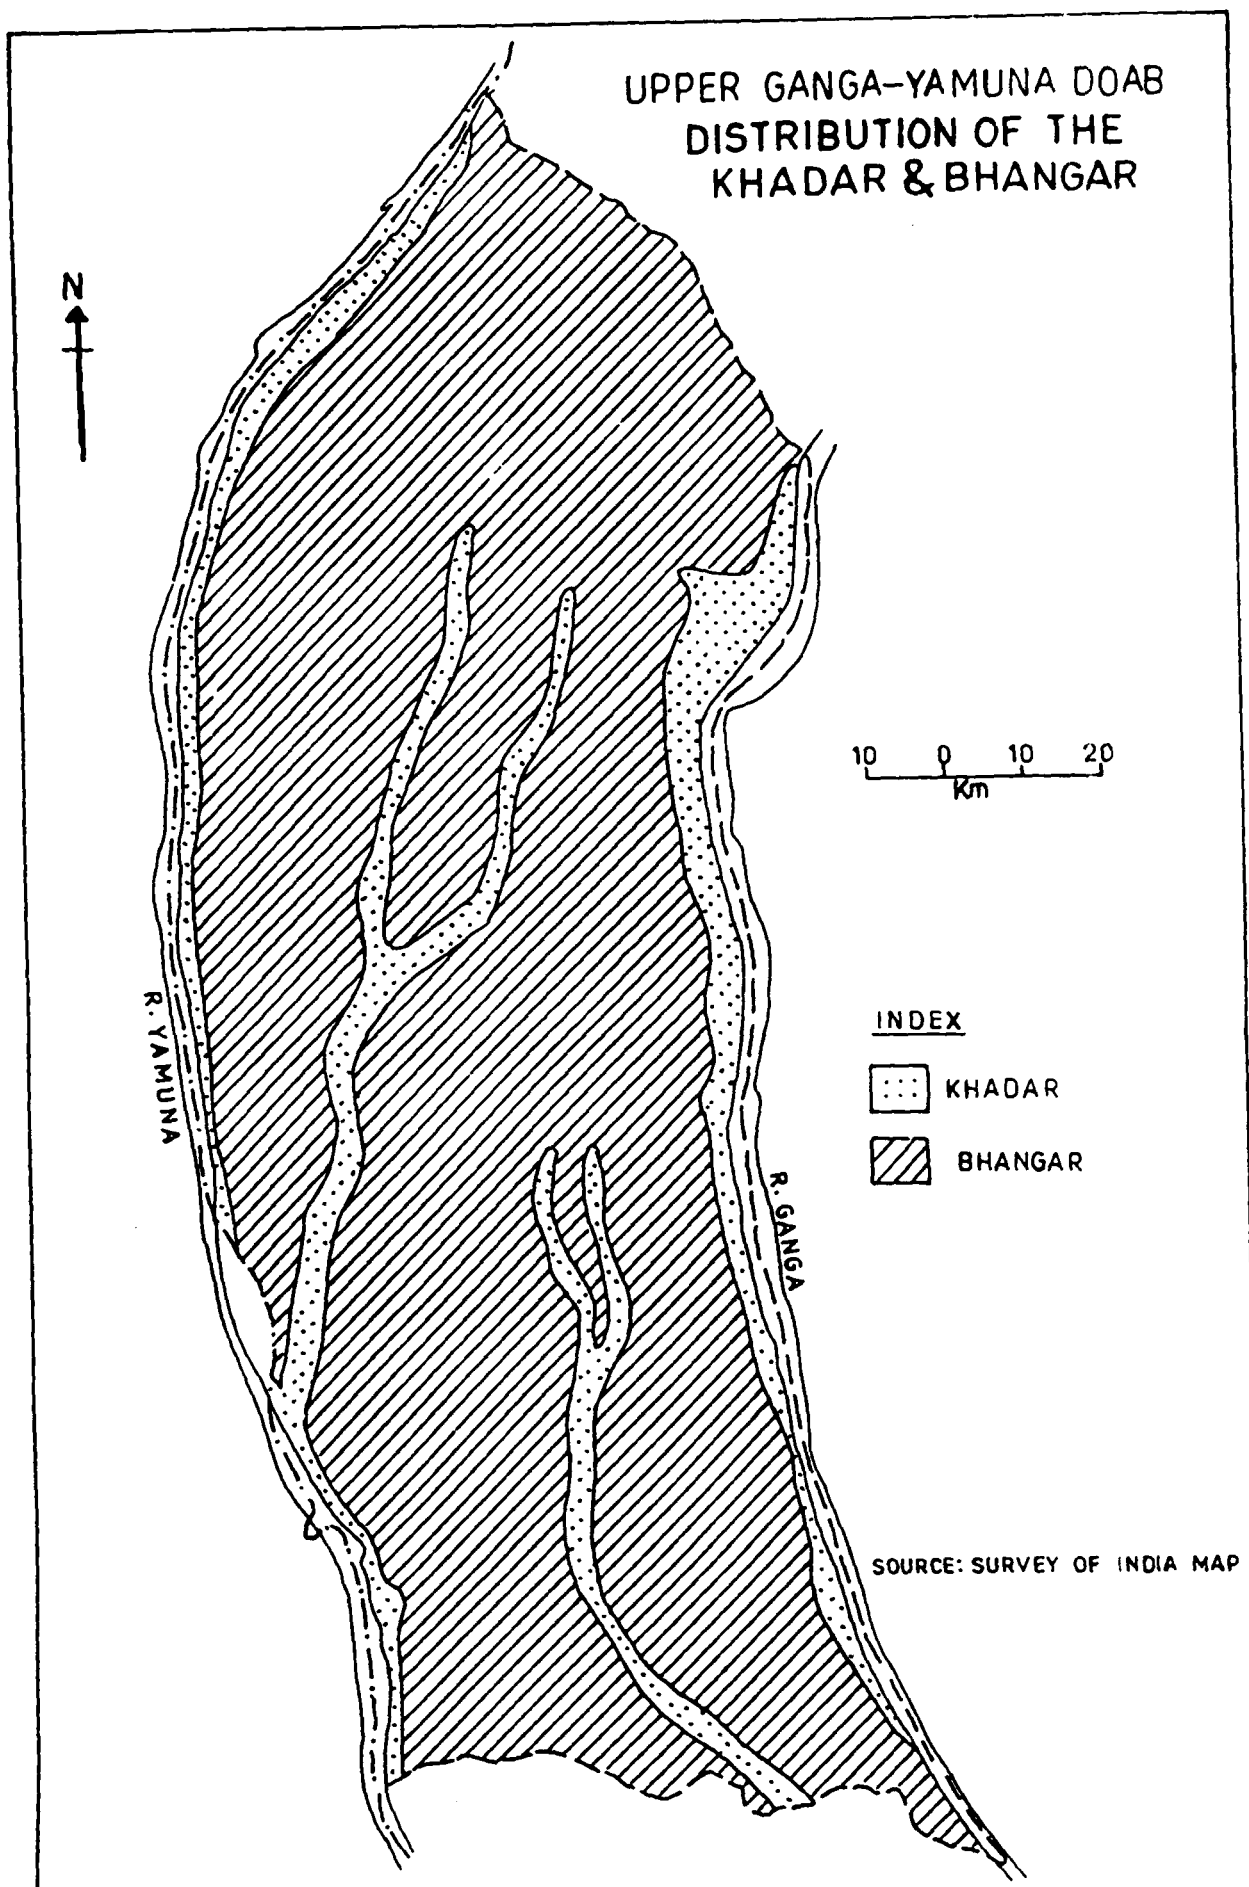 UPPER GANGA-YAMUNA DOAB
DISTRIBUTION OF THE
KHADAR & BHANGAR
N
10 0 10 20
Km
R. YAMUNA
INDEX
KHADAR
BHANGAR
R. GANGA
SOURCE: SURVEY OF INDIA MAP